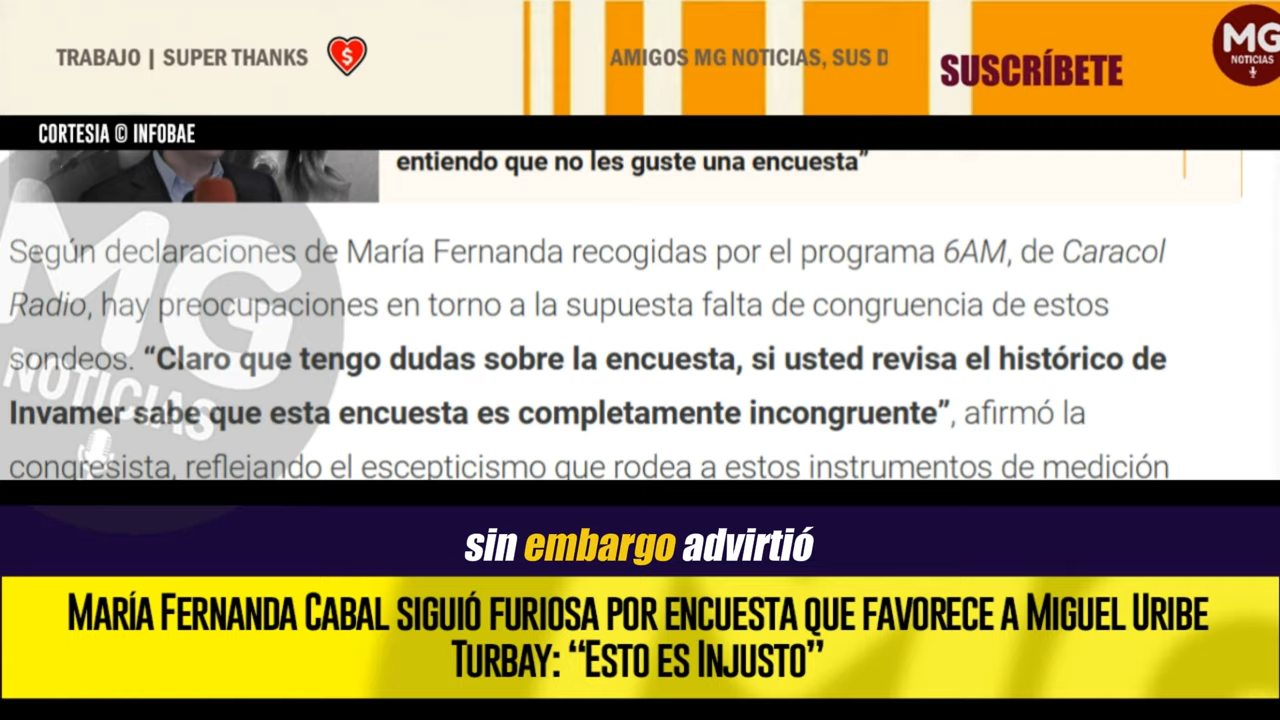 TRABAJO | SUPER THANKS
AMIGOS MG NOTICIAS, SUS D
SUSCRÍBETE
MG
NOTICIAS
CORTESIA © INFOBAE
entiendo que no les guste una encuesta”
Según declaraciones de María Fernanda recogidas por el programa 6AM, de Caracol
Radio, hay preocupaciones en torno a la supuesta falta de congruencia de estos
sondeos. “Claro que tengo dudas sobre la encuesta, si usted revisa el histórico de
Invamer sabe que esta encuesta es completamente incongruente”, afirmó la
congresista, reflejando el escepticismo que rodea a estos instrumentos de medición
MG
NOTICIAS
sin embargo advirtió
MARÍA FERNANDA CABAL SIGUIÓ FURIOSA POR ENCUESTA QUE FAVORECE A MIGUEL URIBE
TURBAY: “ESTO ES INJUSTO”